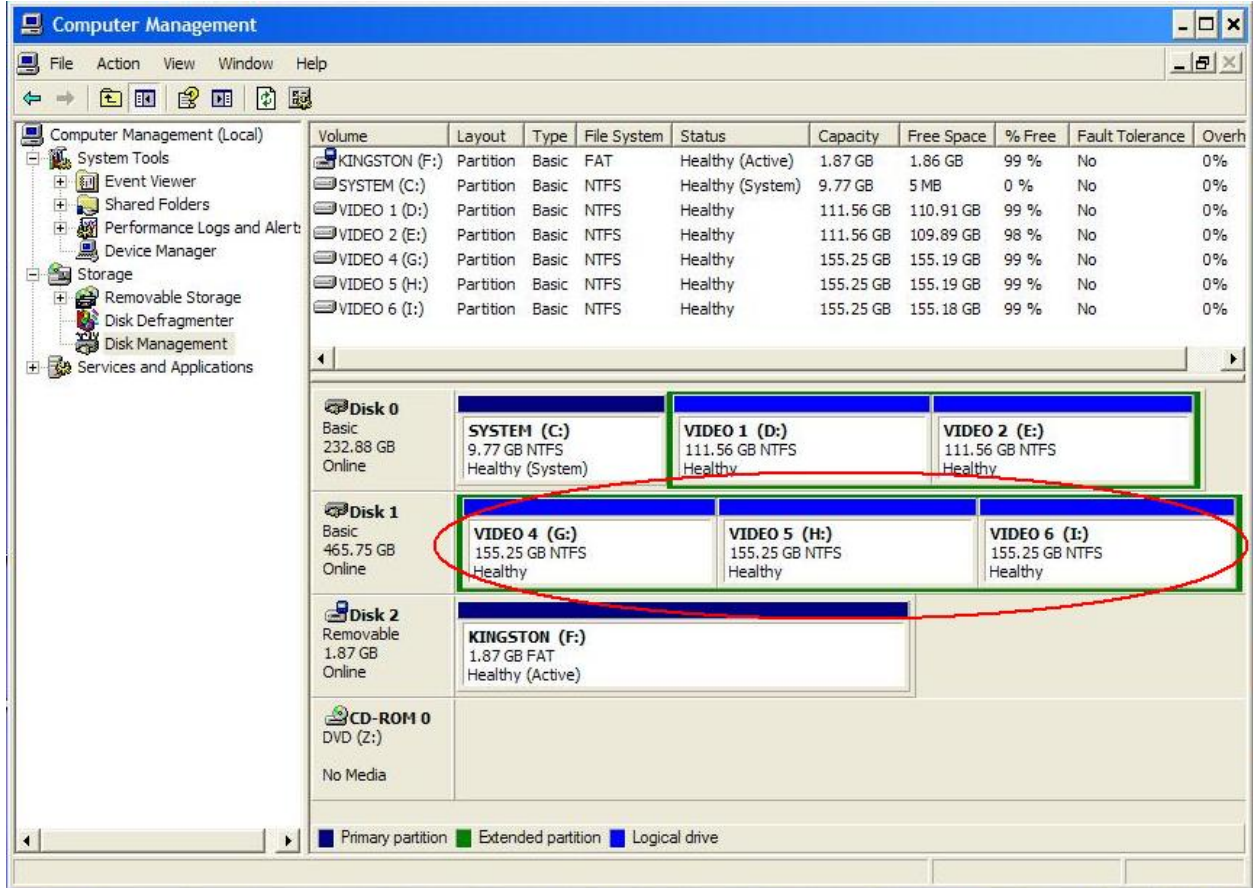 Computer Management
File Action View Window Help
Computer Management (Local)
System Tools
Event Viewer
Shared Folders
Performance Logs and Alert
Device Manager
Storage
Removable Storage
Disk Defragmenter
Disk Management
Services and Applications
Volume Layout Type File System Status Capacity Free Space % Free Fault Tolerance Overh
KINGSTON (F:) Partition Basic FAT Healthy (Active) 1.87 GB 1.86 GB 99 % No 0%
SYSTEM (C:) Partition Basic NTFS Healthy (System) 9.77 GB 5 MB 0 % No 0%
VIDEO 1 (D:) Partition Basic NTFS Healthy 111.56 GB 110.91 GB 99 % No 0%
VIDEO 2 (E:) Partition Basic NTFS Healthy 111.56 GB 109.89 GB 98 % No 0%
VIDEO 4 (G:) Partition Basic NTFS Healthy 155.25 GB 155.19 GB 99 % No 0%
VIDEO 5 (H:) Partition Basic NTFS Healthy 155.25 GB 155.19 GB 99 % No 0%
VIDEO 6 (I:) Partition Basic NTFS Healthy 155.25 GB 155.18 GB 99 % No 0%
Disk 0
Basic
232.88 GB
Online
SYSTEM (C:)
9.77 GB NTFS
Healthy (System)
VIDEO 1 (D:)
111.56 GB NTFS
Healthy
VIDEO 2 (E:)
111.56 GB NTFS
Healthy
Disk 1
Basic
465.75 GB
Online
VIDEO 4 (G:)
155.25 GB NTFS
Healthy
VIDEO 5 (H:)
155.25 GB NTFS
Healthy
VIDEO 6 (I:)
155.25 GB NTFS
Healthy
Disk 2
Removable
1.87 GB
Online
KINGSTON (F:)
1.87 GB FAT
Healthy (Active)
CD-ROM 0
DVD (Z:)
No Media
Primary partition Extended partition Logical drive